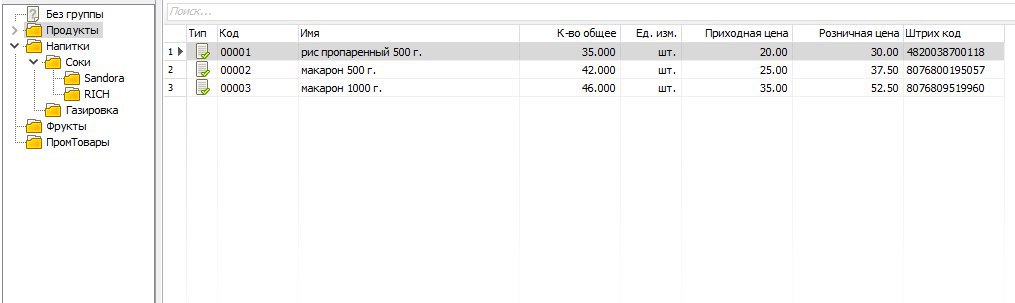 Без группы
Продукты
Напитки
Соки
Sandora
RICH
Газировка
Фрукты
ПромТовары
Поиск...
Тип Код Имя К-во общее Ед. изм. Приходная цена Розничная цена Штрих код
1 00001 рис пропаренный 500 г. 35.000 шт. 20.00 30.00 4820038700118
2 00002 макарон 500 г. 42.000 шт. 25.00 37.50 8076800195057
3 00003 макарон 1000 г. 46.000 шт. 35.00 52.50 8076809519960